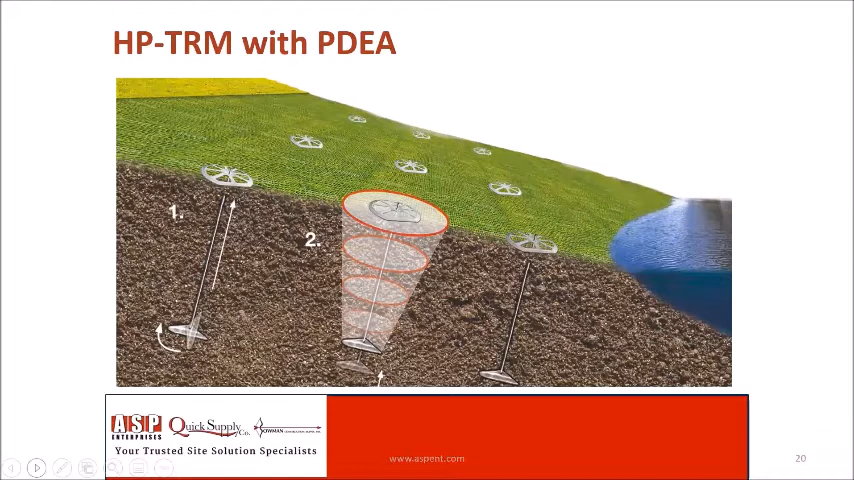 HP-TRM with PDEA
1.
2.
ASP
ENTERPRISES
Quick Supply Co.
BOWMAN
Your Trusted Site Solution Specialists
www.aspent.com
20